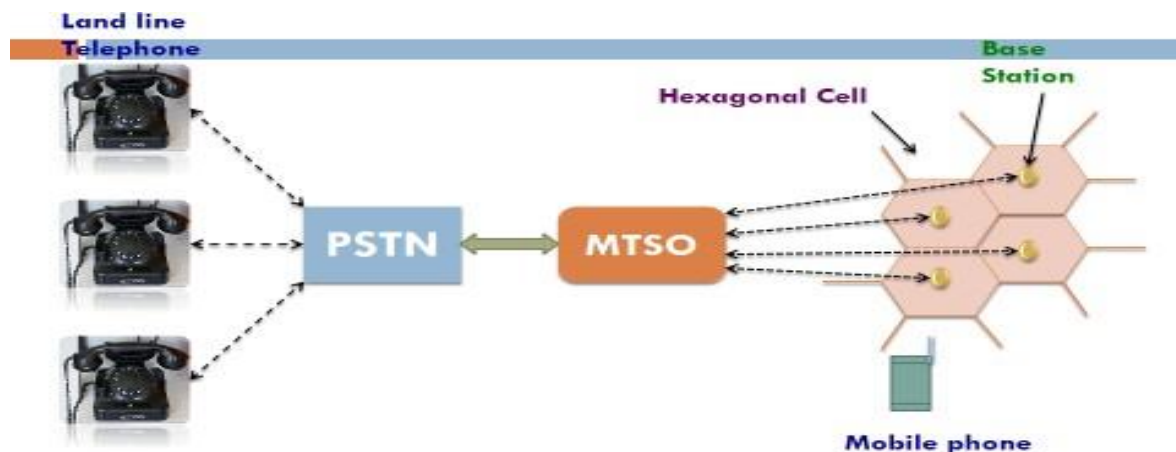 Land line
Telephone
Base
Station
Hexagonal Cell
PSTN
MTSO
Mobile phone